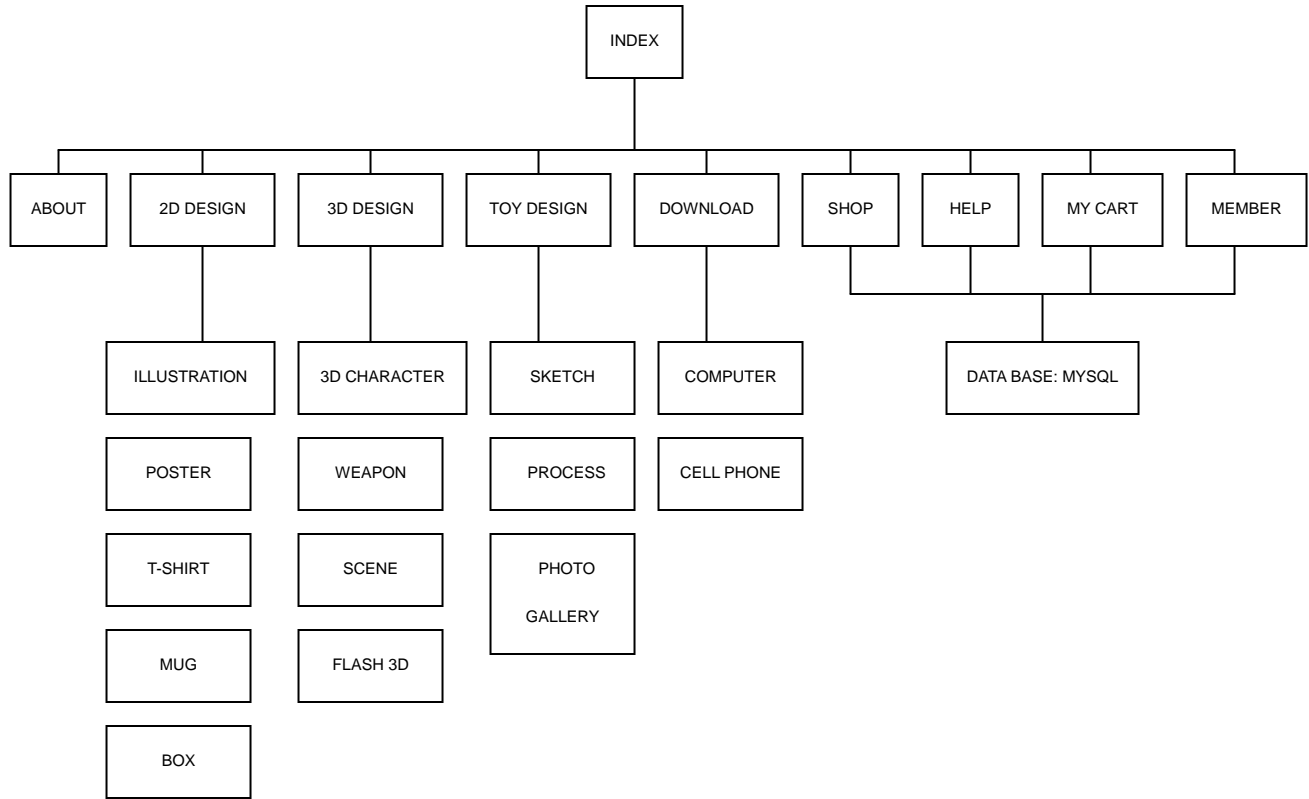 INDEX
ABOUT
2D DESIGN
3D DESIGN
TOY DESIGN
DOWNLOAD
SHOP
HELP
MY CART
MEMBER
ILLUSTRATION
3D CHARACTER
SKETCH
COMPUTER
DATA BASE: MYSQL
POSTER
WEAPON
PROCESS
CELL PHONE
T-SHIRT
SCENE
PHOTO
GALLERY
MUG
FLASH 3D
BOX